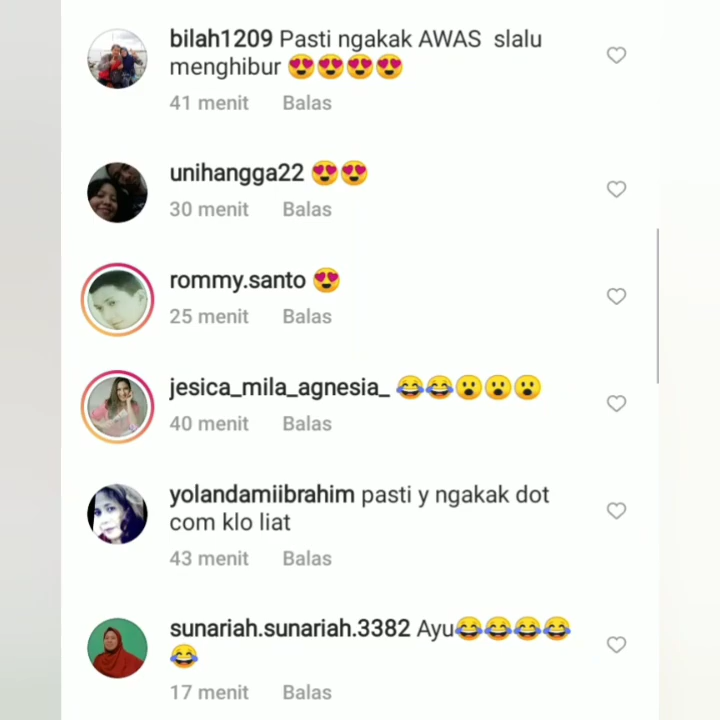 bilah1209 Pasti ngakak AWAS slalu
menghibur 😍😍😍😍
41 menit Balas
unihangga22 😍😍
30 menit Balas
rommy.santo 😍
25 menit Balas
jesica_mila_agnesia_ 😂😂😮😮😮
40 menit Balas
yolandamiibrahim pasti y ngakak dot
com klo liat
43 menit Balas
sunariah.sunariah.3382 Ayu😂😂😂😂
😂
17 menit Balas